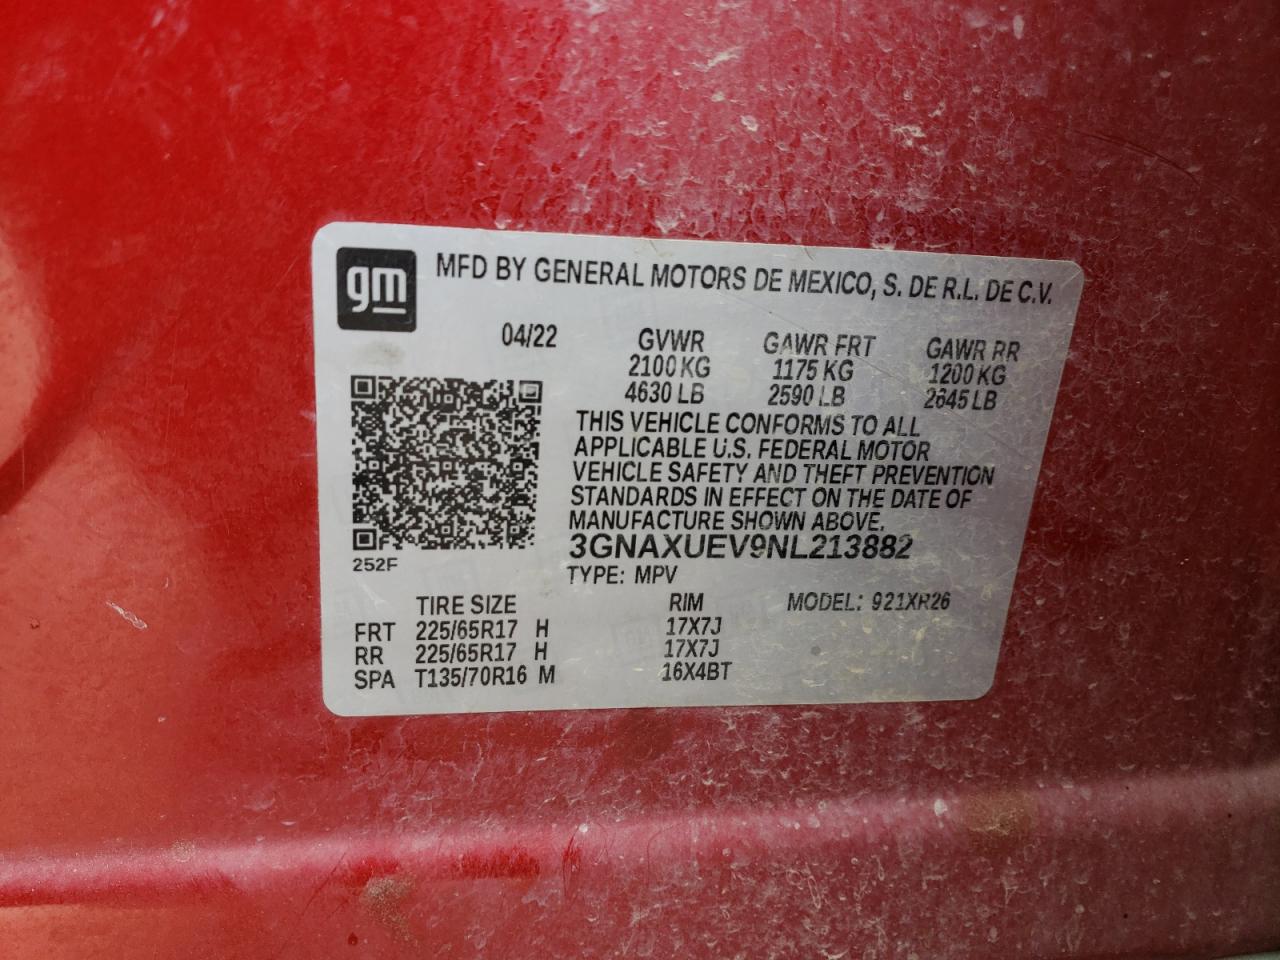 gm
MFD BY GENERAL MOTORS DE MEXICO, S. DE R.L. DE C.V.
04/22 GVWR GAWR FRT GAWR RR
2100 KG 1175 KG 1200 KG
4630 LB 2590 LB 2645 LB
THIS VEHICLE CONFORMS TO ALL
APPLICABLE U.S. FEDERAL MOTOR
VEHICLE SAFETY AND THEFT PREVENTION
STANDARDS IN EFFECT ON THE DATE OF
MANUFACTURE SHOWN ABOVE.
3GNAXUEV9NL213882
252F
TYPE: MPV
TIRE SIZE RIM MODEL: 921XR26
FRT 225/65R17 H 17X7J
RR 225/65R17 H 17X7J
SPA T135/70R16 M 16X4BT